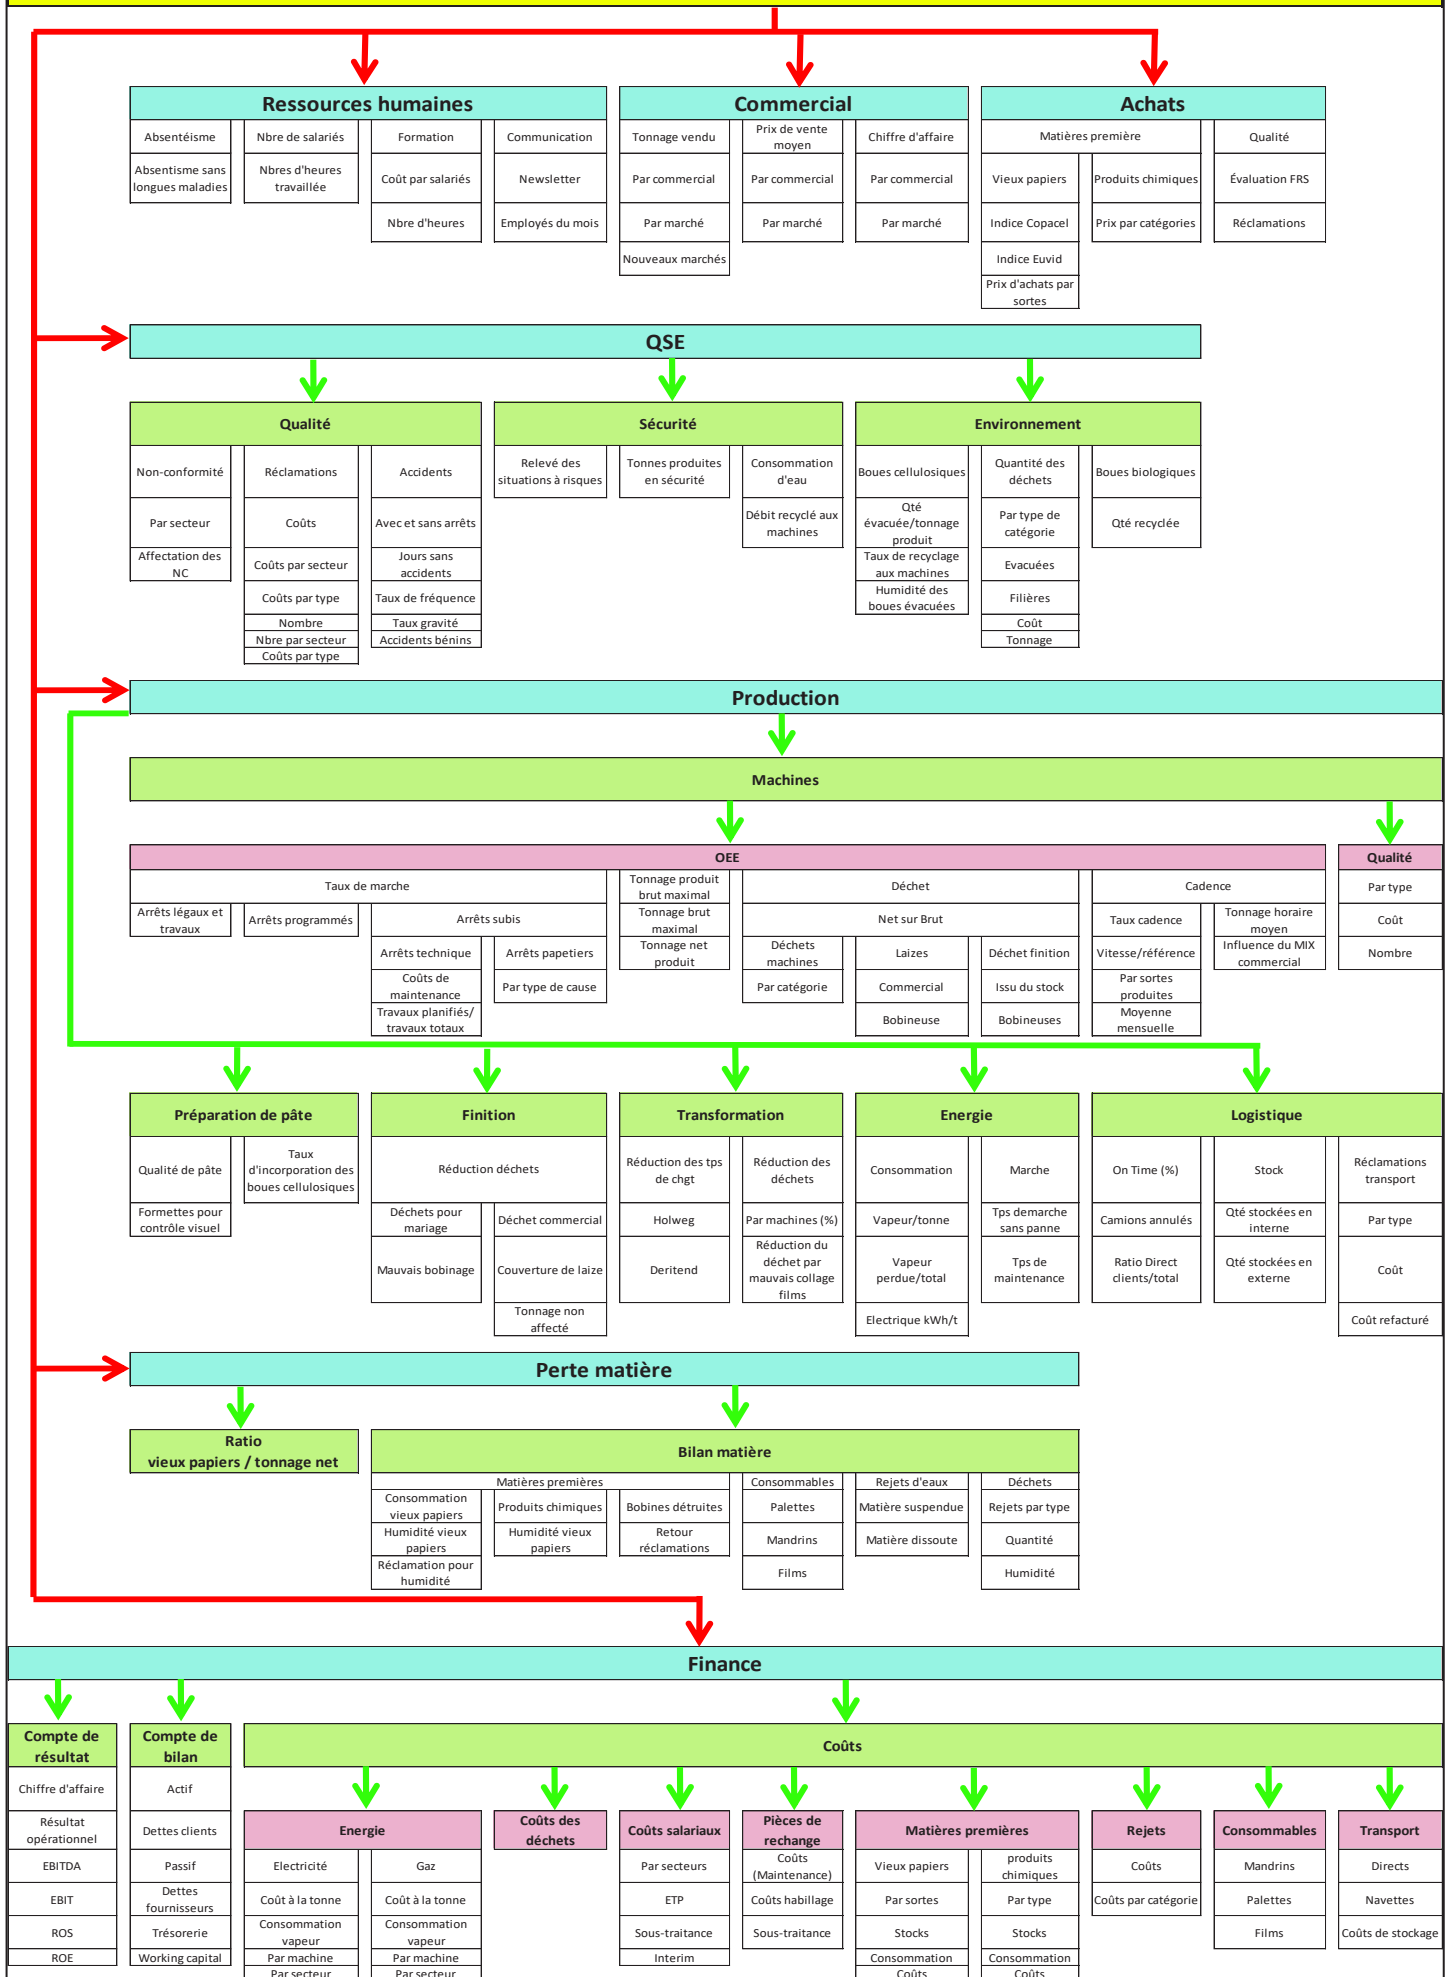 Ressources humaines
Commercial
Achats
Absentéisme
Nbre de salariés
Formation
Communication
Tonnage vendu
Prix de vente
moyen
Chiffre d'affaire
Matières première
Qualité
Absentisme sans
longues maladies
Nbres d'heures
travaillée
Coût par salariés
Newsletter
Par commercial
Par commercial
Par commercial
Vieux papiers
Produits chimiques
Évaluation FRS
Nbre d'heures
Employés du mois
Par marché
Par marché
Par marché
Indice Copacel
Prix par catégories
Réclamations
Nouveaux marchés
Indice Euvid
Prix d'achats par
sortes
QSE
Qualité
Sécurité
Environnement
Non-conformité
Réclamations
Accidents
Relevé des
situations à risques
Tonnes produites
en sécurité
Consommation
d'eau
Boues cellulosiques
Quantité des
déchets
Boues biologiques
Par secteur
Coûts
Avec et sans arrêts
Débit recyclé aux
machines
Qté
évacuée/tonnage
produit
Par type de
catégorie
Qté recyclée
Affectation des
NC
Coûts par secteur
Jours sans
accidents
Taux de recyclage
aux machines
Evacuées
Coûts par type
Taux de fréquence
Humidité des
boues évacuées
Filières
Nombre
Taux gravité
Coût
Nbre par secteur
Accidents bénins
Tonnage
Coûts par type
Production
Machines
OEE
Qualité
Taux de marche
Tonnage produit
brut maximal
Déchet
Cadence
Par type
Arrêts légaux et
travaux
Arrêts programmés
Arrêts subis
Tonnage brut
maximal
Net sur Brut
Taux cadence
Tonnage horaire
moyen
Coût
Arrêts technique
Arrêts papetiers
Tonnage net
produit
Déchets
machines
Laizes
Déchet finition
Vitesse/référence
Influence du MIX
commercial
Nombre
Coûts de
maintenance
Par type de cause
Par catégorie
Commercial
Issu du stock
Par sortes
produites
Travaux planifiés/
travaux totaux
Bobineuse
Bobineuses
Moyenne
mensuelle
Préparation de pâte
Finition
Transformation
Energie
Logistique
Qualité de pâte
Taux
d'incorporation des
boues cellulosiques
Réduction déchets
Réduction des tps
de chgt
Réduction des
déchets
Consommation
Marche
On Time (%)
Stock
Réclamations
transport
Formettes pour
contrôle visuel
Déchets pour
mariage
Déchet commercial
Holweg
Par machines (%)
Vapeur/tonne
Tps demarche
sans panne
Camions annulés
Qté stockées en
interne
Par type
Mauvais bobinage
Couverture de laize
Deritend
Réduction du
déchet par
mauvais collage
films
Vapeur
perdue/total
Tps de
maintenance
Ratio Direct
clients/total
Qté stockées en
externe
Coût
Tonnage non
affecté
Electrique kWh/t
Coût refacturé
Perte matière
Ratio
vieux papiers / tonnage net
Bilan matière
Matières premières
Consommables
Rejets d'eaux
Déchets
Consommation
vieux papiers
Produits chimiques
Bobines détruites
Palettes
Matière suspendue
Rejets par type
Humidité vieux
papiers
Humidité vieux
papiers
Retour
réclamations
Mandrins
Matière dissoute
Quantité
Réclamation pour
humidité
Films
Humidité
Finance
Compte de
résultat
Compte de
bilan
Coûts
Chiffre d'affaire
Actif
Résultat
opérationnel
Dettes clients
Energie
Coûts des
déchets
Coûts salariaux
Pièces de
rechange
Matières premières
Rejets
Consommables
Transport
EBITDA
Passif
Electricité
Gaz
Par secteurs
Coûts
(Maintenance)
Vieux papiers
produits
chimiques
Coûts
Mandrins
Directs
EBIT
Dettes
fournisseurs
Coût à la tonne
Coût à la tonne
ETP
Coûts habillage
Par sortes
Par type
Coûts par catégorie
Palettes
Navettes
ROS
Trésorerie
Consommation
vapeur
Consommation
vapeur
Sous-traitance
Sous-traitance
Stocks
Stocks
Films
Coûts de stockage
ROE
Working capital
Par machine
Par machine
Interim
Consommation
Consommation
Par secteur
Par secteur
Coûts
Coûts